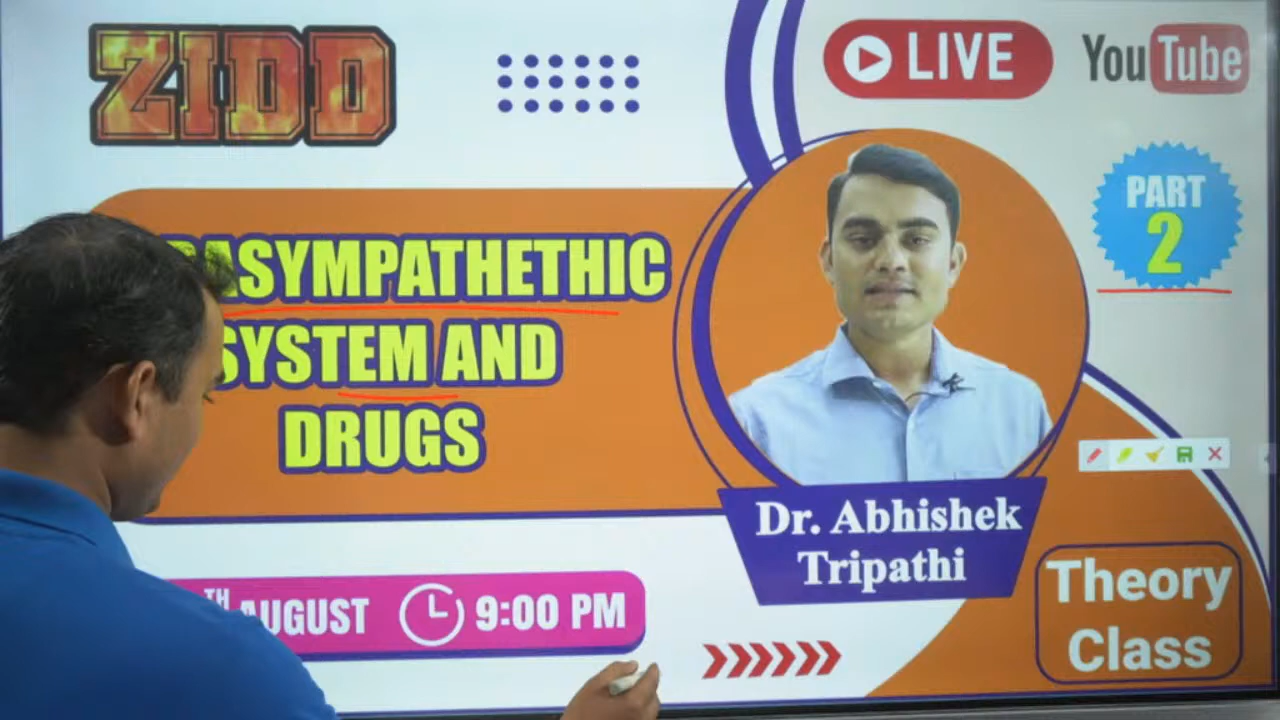 ZIDD
LIVE
YouTube
PART
2
ASYMPATHETHIC
SYSTEM AND
DRUGS
Dr. Abhishek
Tripathi
TH AUGUST
9:00 PM
Theory
Class